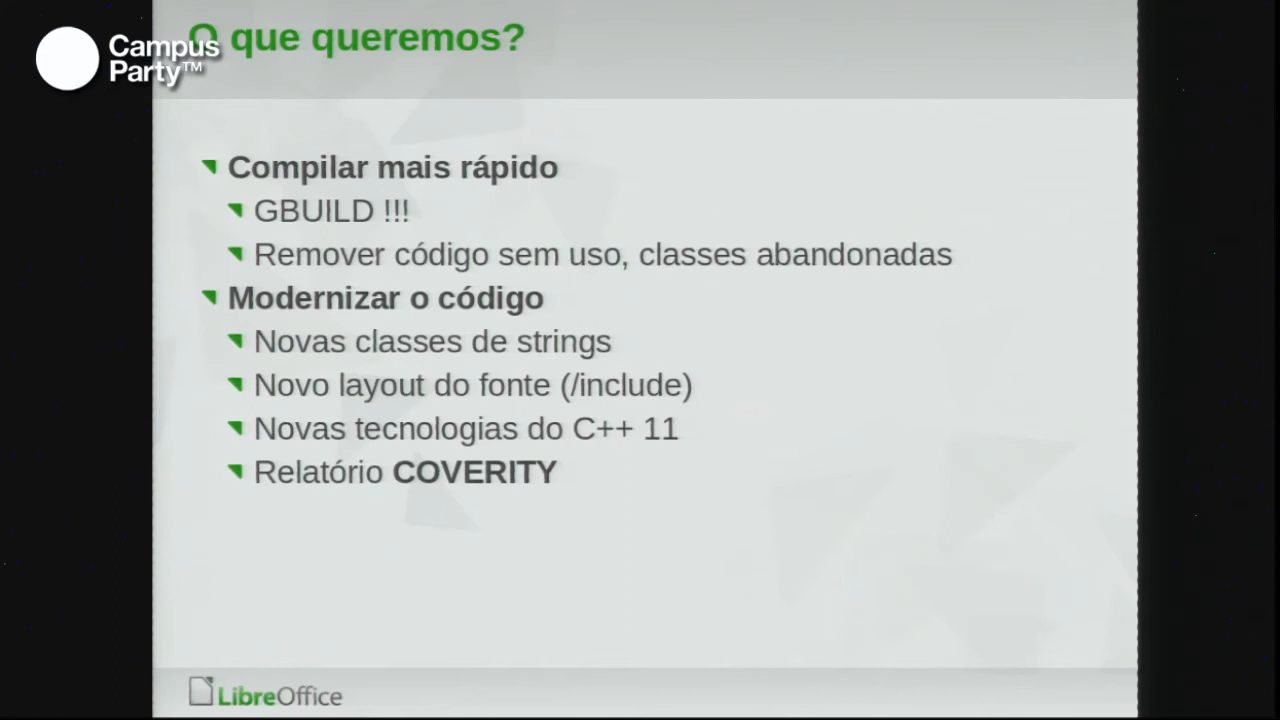 Campus
Party™
O que queremos?
Compilar mais rápido
GBUILD !!!
Remover código sem uso, classes abandonadas
Modernizar o código
Novas classes de strings
Novo layout do fonte (/include)
Novas tecnologias do C++ 11
Relatório COVERITY
LibreOffice